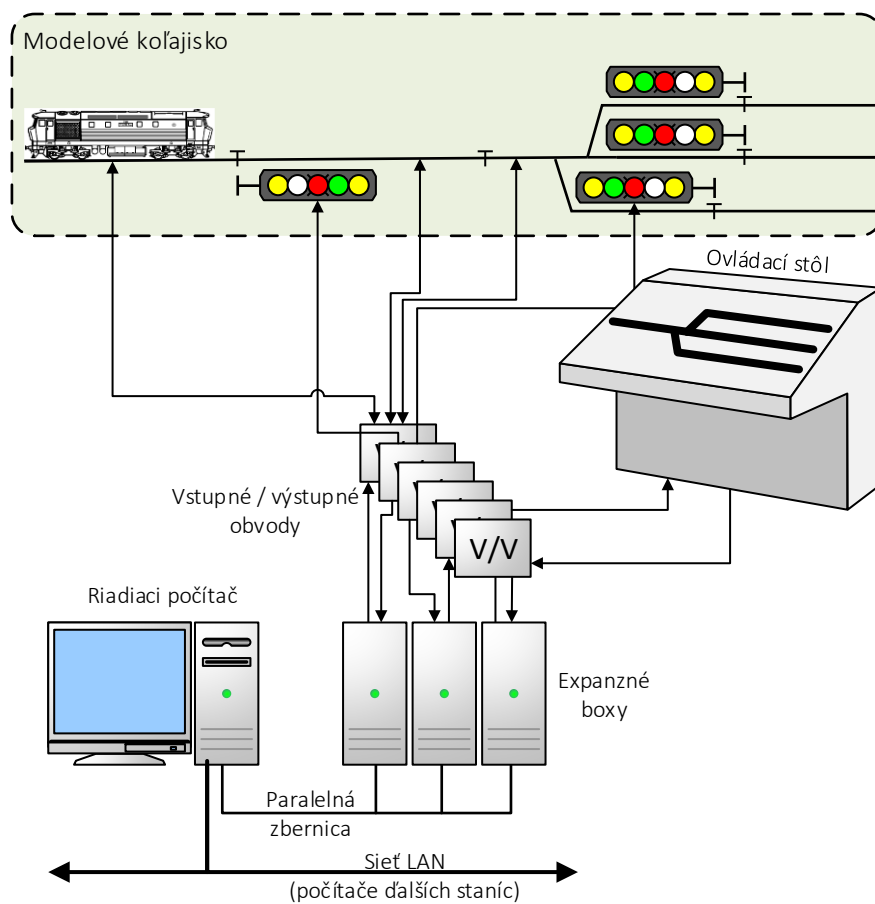 Modelové koľajisko
Ovládací stôl
Vstupné / výstupné
obvody
V/V
Riadiaci počítač
Expanzné
boxy
Paralelná
zbernica
Sieť LAN
(počítače ďalších staníc)